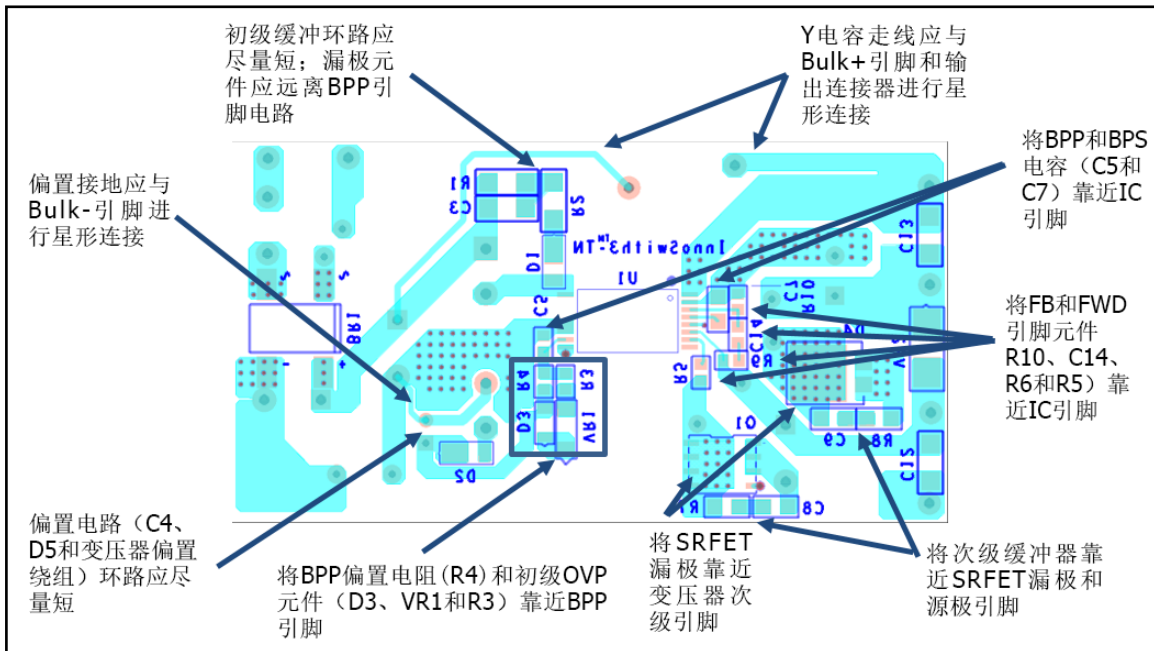 初级缓冲环路应
尽量短；漏极元
件应远离BPP引
脚电路
Y电容走线应与
Bulk+引脚和输
出连接器进行星
形连接
将BPP和BPS
电容（C5和
C7）靠近IC
引脚
偏置接地应与
Bulk-引脚进
行星形连接
将FB和FWD
引脚元件
R10、C14、
R6和R5）靠
近IC引脚
偏置电路（C4、
D5和变压器偏置
绕组）环路应尽
量短
将BPP偏置电阻(R4)和初级OVP
元件（D3、VR1和R3）靠近BPP
引脚
将SRFET
漏极靠近
变压器次
级引脚
将次级缓冲器靠
近SRFET漏极和
源极引脚
R1
C3
R2
D1
InnoSwith3-TN
TM
U1
C13
C7
R10
C5
C14
BR1
~
~
-
+
R9
R5
R4
R3
D3
VR1
D2
Q1
C9
R8
C12
C8